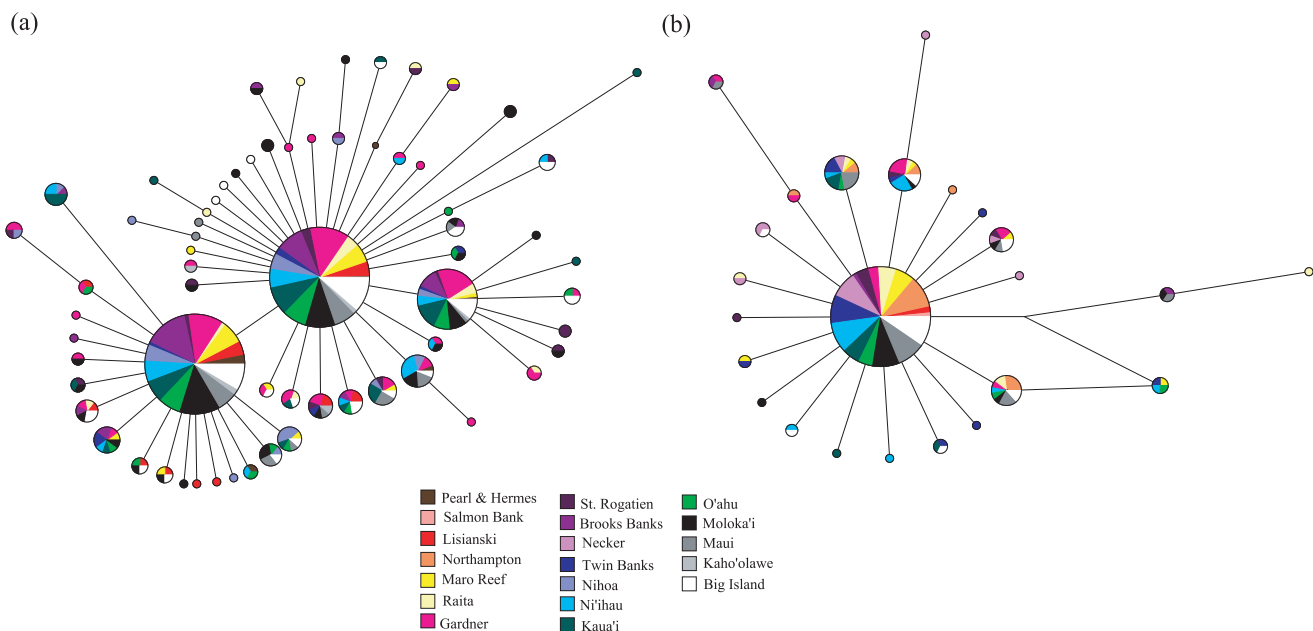 (a)
(b)
Pearl & Hermes
Salmon Bank
Lisianski
Northampton
Maro Reef
Raita
Gardner
St. Rogatien
Brooks Banks
Necker
Twin Banks
Nihoa
Ni'ihau
Kaua'i
O'ahu
Moloka'i
Maui
Kaho'olawe
Big Island